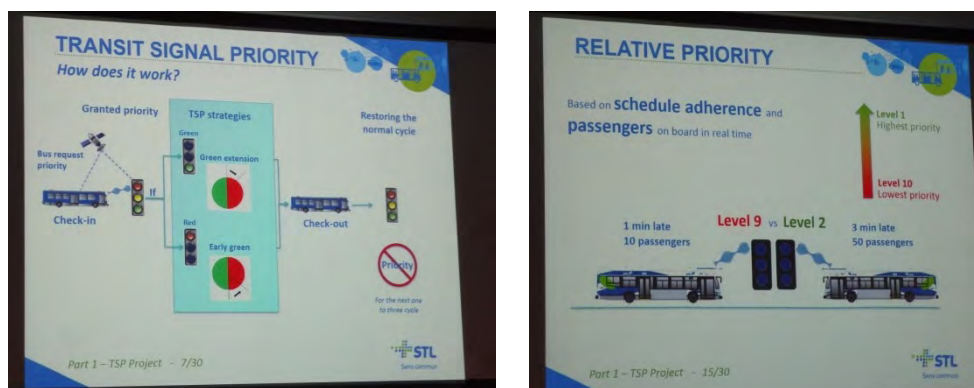 TRANSIT SIGNAL PRIORITY
How does it work?
Granted priority
TSP strategies
Restoring the
normal cycle
Green
Bus request
priority
Green extension
If
Check-in
Check-out
Red
Early green
Priority
For the next one
to three cycle
Part 1 – TSP Project - 7/30
STL
Sens commun
RELATIVE PRIORITY
Based on schedule adherence and
passengers on board in real time
Level 1
Highest priority
Level 10
Lowest priority
1 min late
10 passengers
Level 9 vs Level 2
3 min late
50 passengers
Part 1 – TSP Project - 15/30
STL
Sens commun